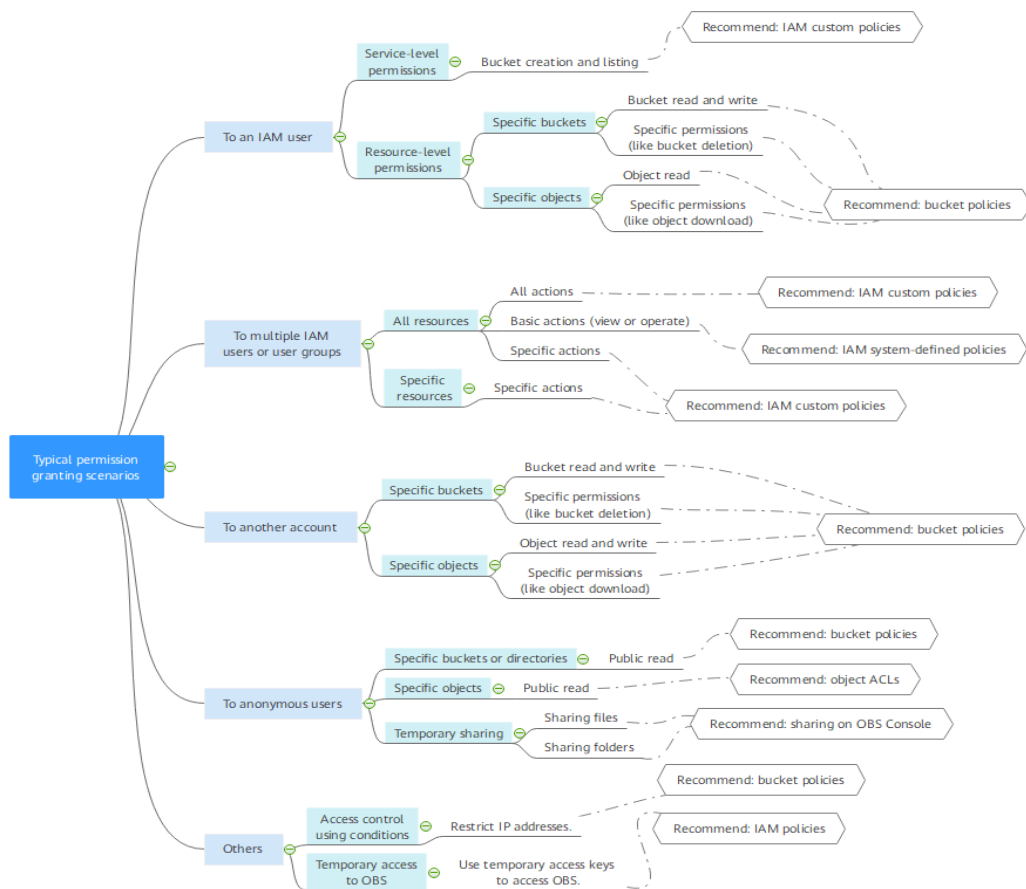 Recommend: IAM custom policies
Service-level
permissions
Bucket creation and listing
To an IAM user
Resource-level
permissions
Specific buckets
Bucket read and write
Specific permissions
(like bucket deletion)
Specific objects
Object read
Specific permissions
(like object download)
Recommend: bucket policies
To multiple IAM
users or user groups
All resources
All actions
Recommend: IAM custom policies
Basic actions (view or operate)
Recommend: IAM system-defined policies
Specific actions
Specific
resources
Specific actions
Recommend: IAM custom policies
Typical permission
granting scenarios
To another account
Specific buckets
Bucket read and write
Specific permissions
(like bucket deletion)
Specific objects
Object read and write
Specific permissions
(like object download)
Recommend: bucket policies
To anonymous users
Specific buckets or directories
Public read
Recommend: bucket policies
Specific objects
Public read
Recommend: object ACLs
Temporary sharing
Sharing files
Sharing folders
Recommend: sharing on OBS Console
Others
Access control
using conditions
Restrict IP addresses.
Recommend: bucket policies
Temporary access
to OBS
Use temporary access keys
to access OBS.
Recommend: IAM policies